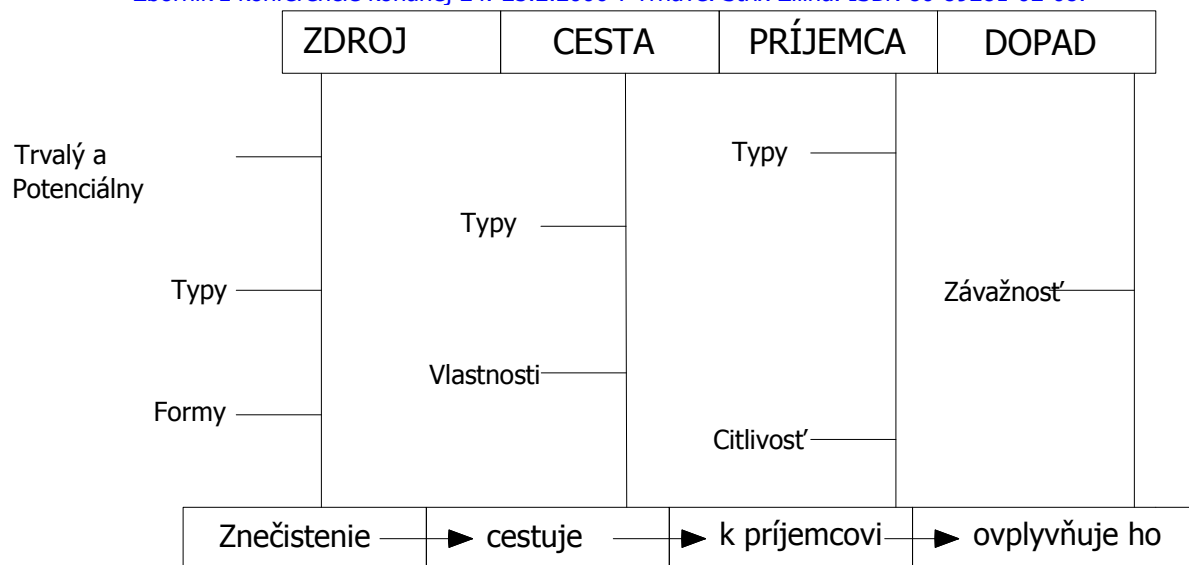 ZDROJ CESTA PRÍJEMCA DOPAD
Trvalý a
Potenciálny
Typy
Typy
Typy
Závažnosť
Vlastnosti
Formy
Citlivosť
Znečistenie cestuje k príjemcovi ovplyvňuje ho